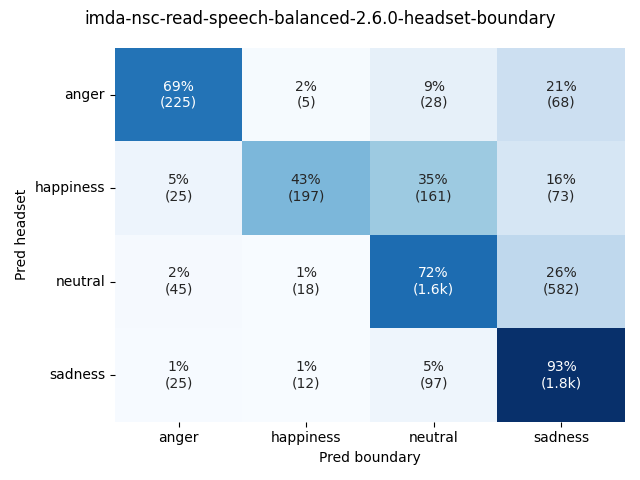 imda-nsc-read-speech-balanced-2.6.0-headset-boundary
Pred headset
anger
69%
(225)
2%
(5)
9%
(28)
21%
(68)
happiness
5%
(25)
43%
(197)
35%
(161)
16%
(73)
neutral
2%
(45)
1%
(18)
72%
(1.6k)
26%
(582)
sadness
1%
(25)
1%
(12)
5%
(97)
93%
(1.8k)
anger
happiness
neutral
sadness
Pred boundary